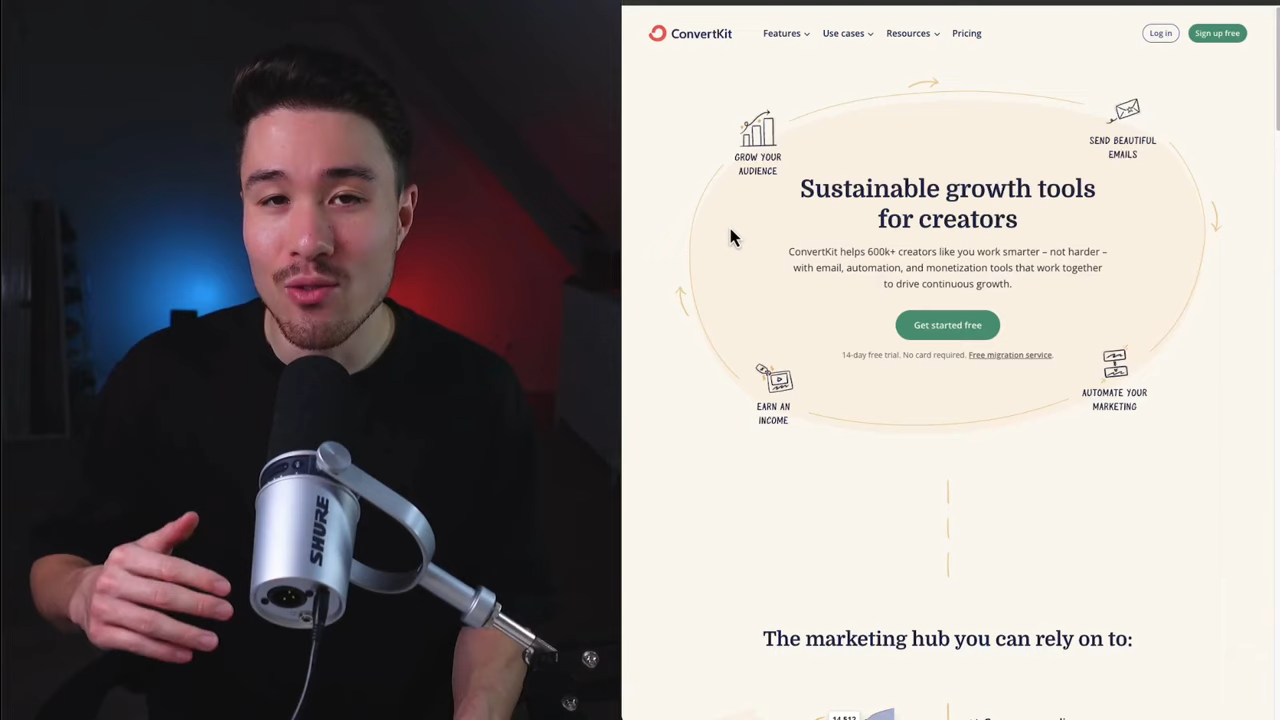 SHURE
ConvertKit
Features
Use cases
Resources
Pricing
Log in
Sign up free
GROW YOUR
AUDIENCE
SEND BEAUTIFUL
EMAILS
Sustainable growth tools
for creators
ConvertKit helps 600k+ creators like you work smarter – not harder –
with email, automation, and monetization tools that work together
to drive continuous growth.
Get started free
14-day free trial. No card required. Free migration service.
EARN AN
INCOME
AUTOMATE YOUR
MARKETING
The marketing hub you can rely on to:
14,512